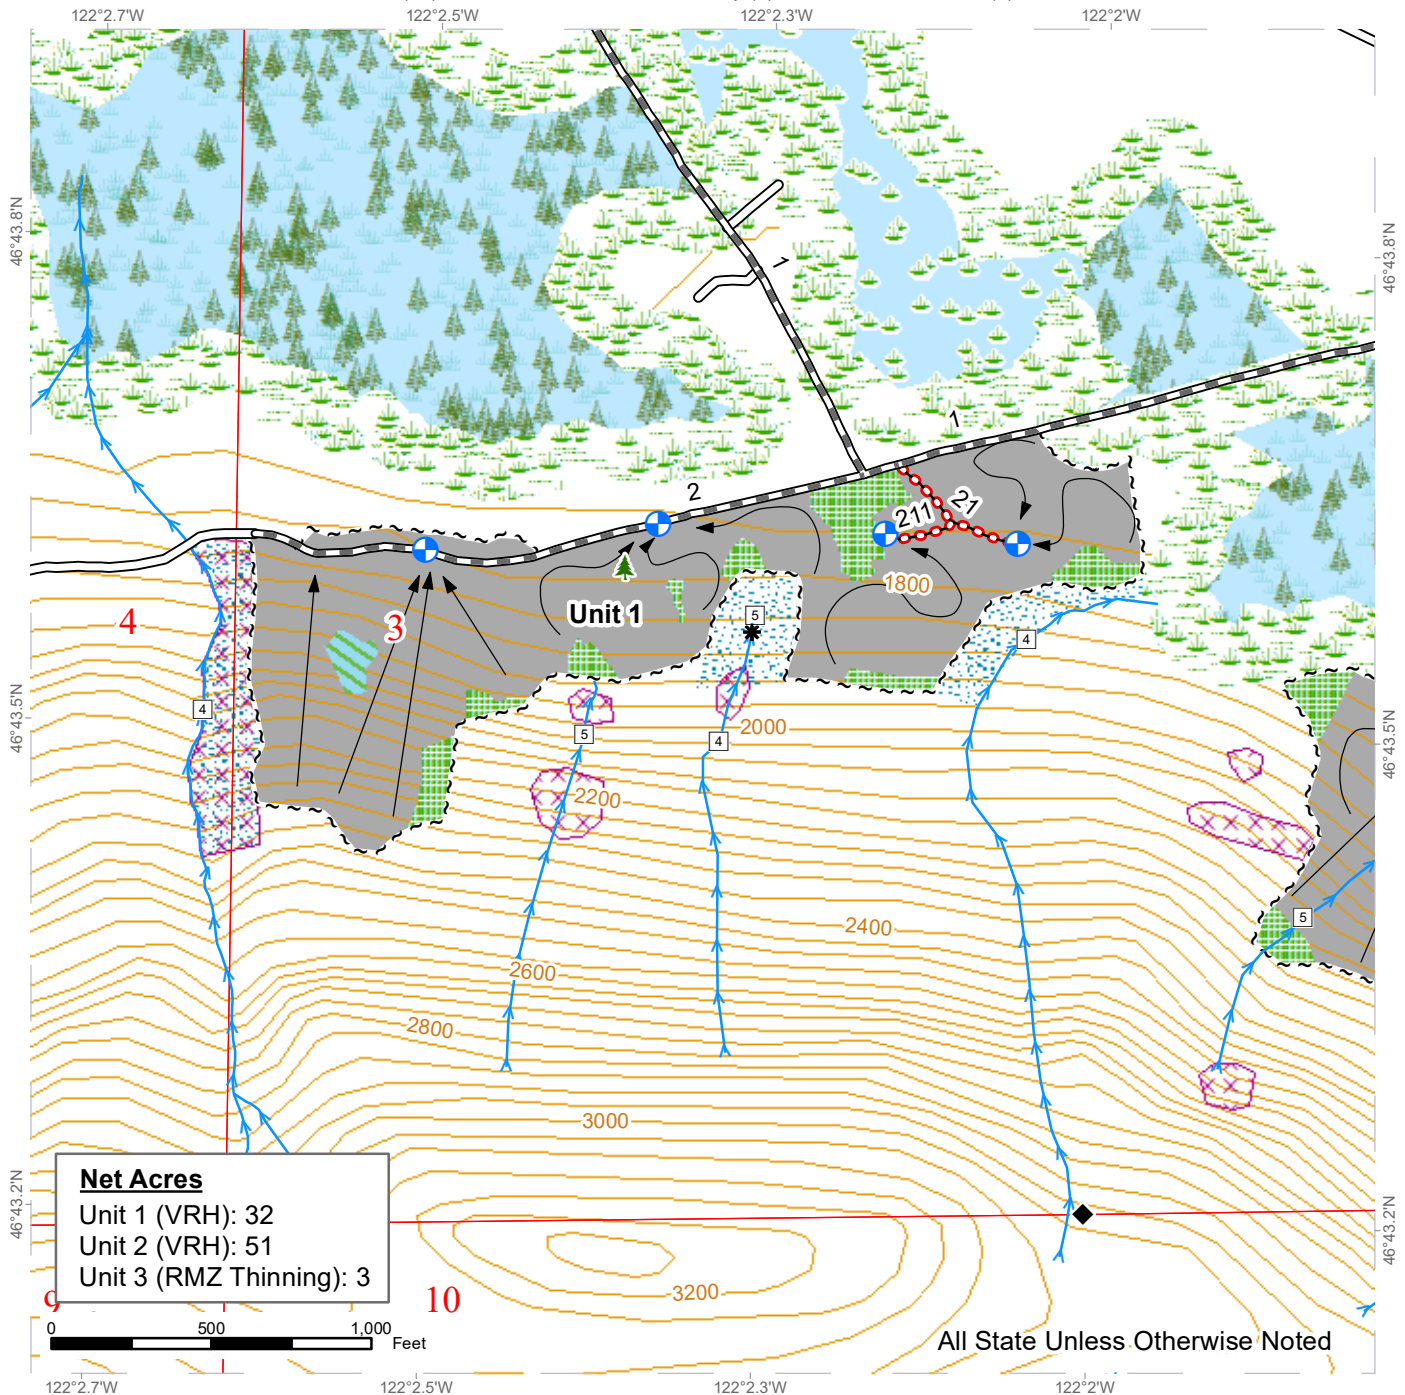 122°2.7'W 122°2.5'W 122°2.3'W 122°2'W
46°43.8'N
46°43.8'N
1
1
2
21
211
1800
Unit 1
5
4
3
4
4
46°43.5'N
46°43.5'N
2000
5
4
2200
5
2400
2600
2800
3000
Net Acres
Unit 1 (VRH): 32
Unit 2 (VRH): 51
Unit 3 (RMZ Thinning): 3
46°43.2'N
46°43.2'N
3200
9
10
0 500 1,000
Feet
All State Unless Otherwise Noted
122°2.7'W 122°2.5'W 122°2.3'W 122°2'W